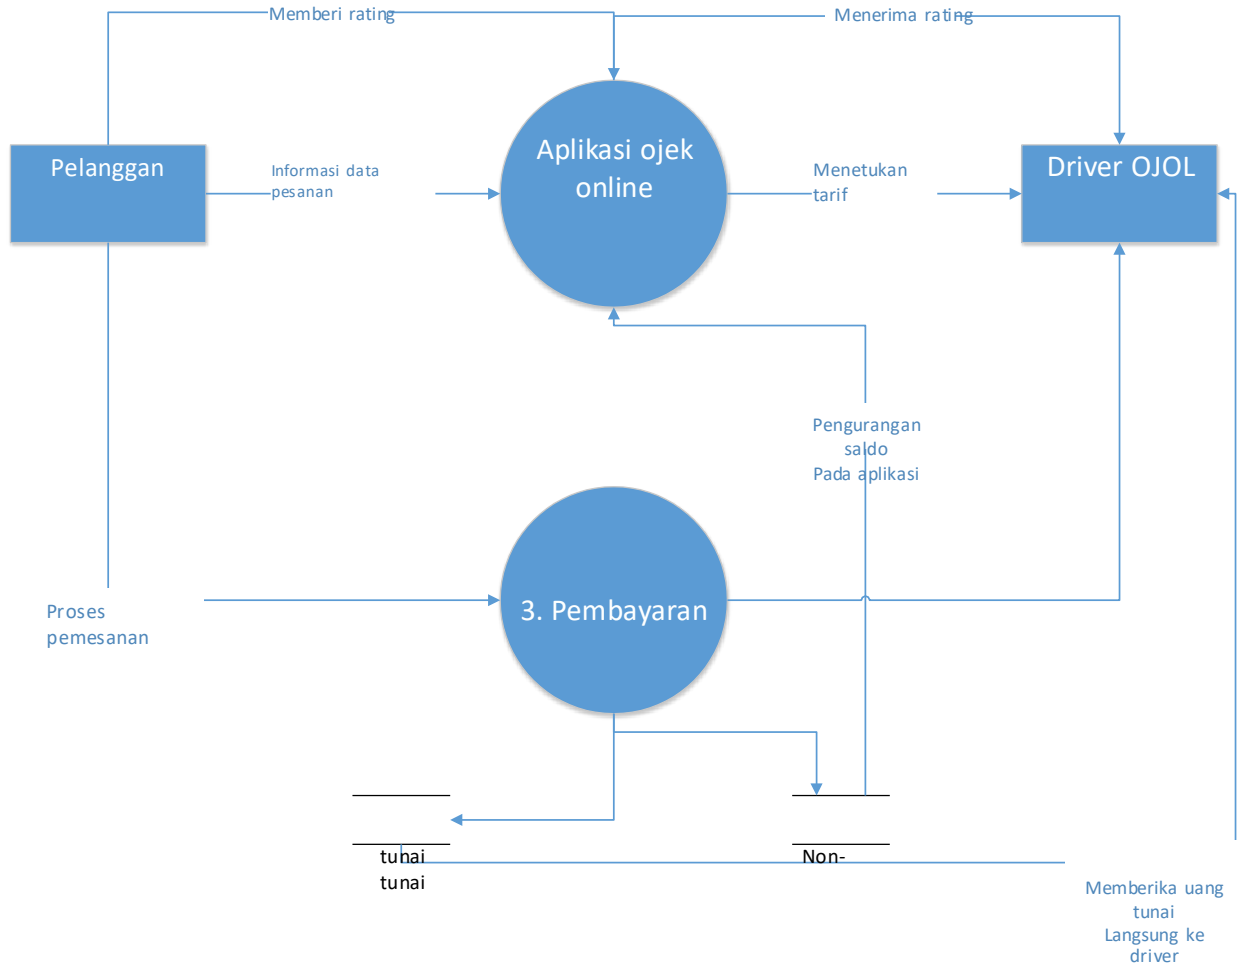 Memberi rating
Menerima rating
Pelanggan
Informasi data
pesanan
Aplikasi ojek
online
Menetukan
tarif
Driver OJOL
Pengurangan
saldo
Pada aplikasi
Proses
pemesanan
3. Pembayaran
tunai
tunai
Non-
Memberika uang
tunai
Langsung ke
driver